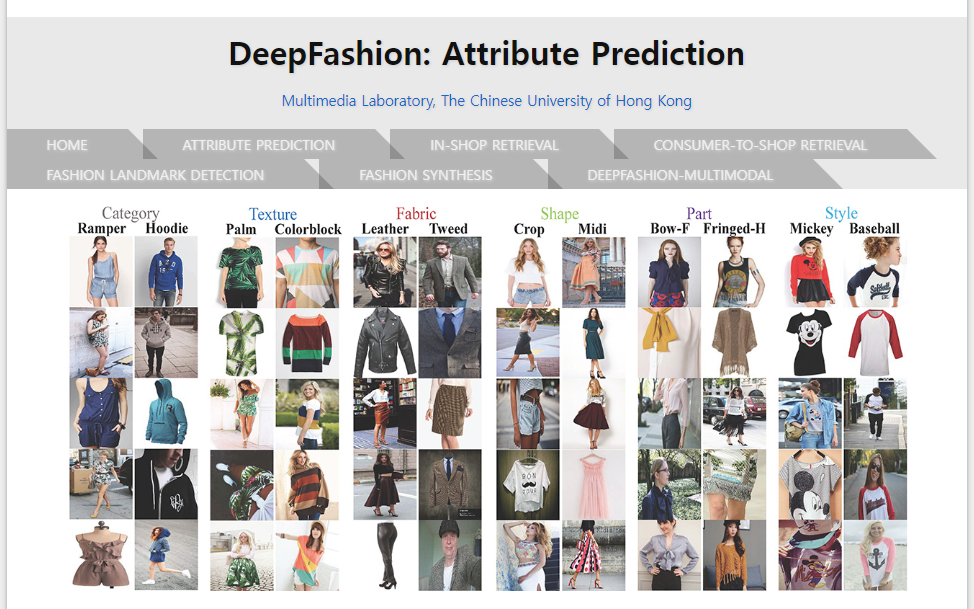 DeepFashion: Attribute Prediction
Multimedia Laboratory, The Chinese University of Hong Kong
HOME ATTRIBUTE PREDICTION IN-SHOP RETRIEVAL CONSUMER-TO-SHOP RETRIEVAL
FASHION LANDMARK DETECTION FASHION SYNTHESIS DEEPFASHION-MULTIMODAL
Category Texture Fabric Shape Part Style
Ramper Hoodie Palm Colorblock Leather Tweed Crop Midi Bow-F Fringed-H Mickey Baseball